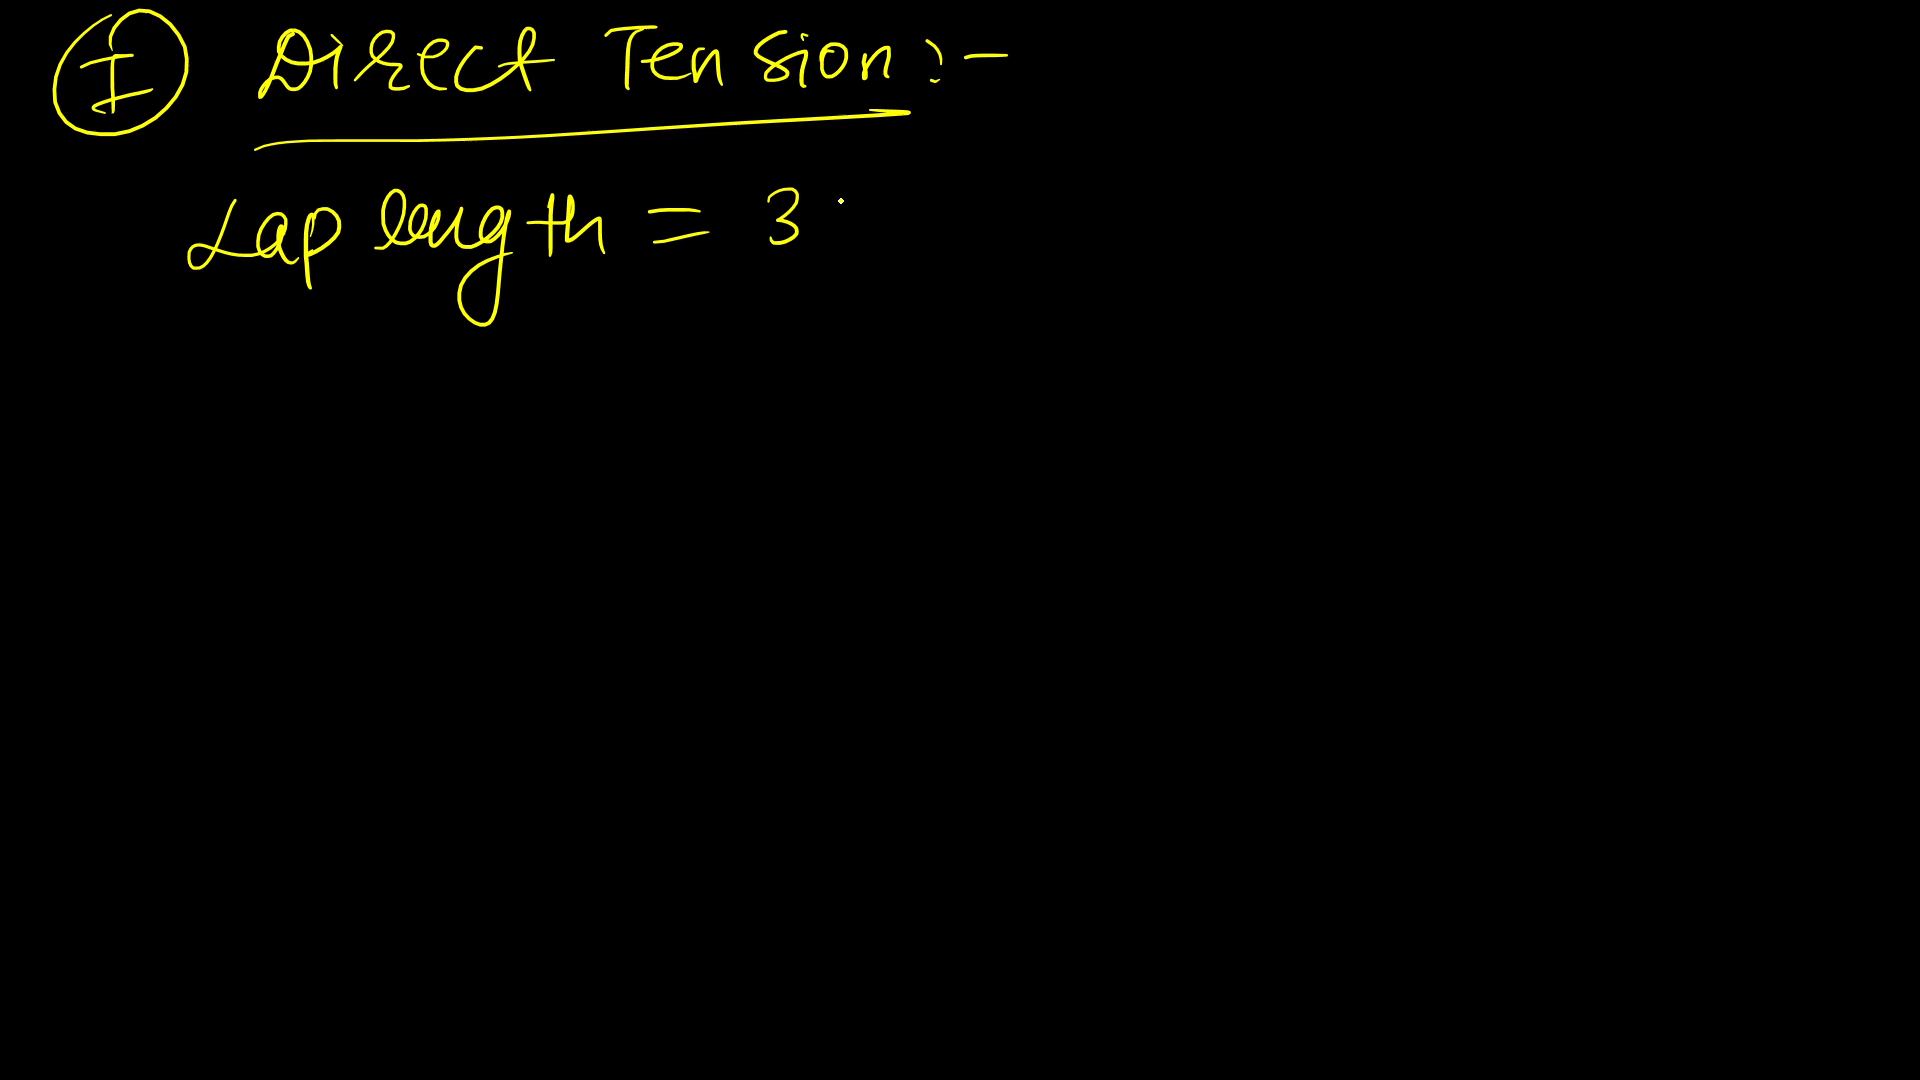 I Direct Tension :-
Lap length = 3